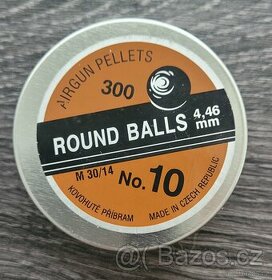 AIRGUN PELLETS
300
ROUND BALLS 4,46 mm
M 30/14 No. 10
KOVOHUTĚ PŘÍBRAM MADE IN CZECH REPUBLIC
Bazos.cz